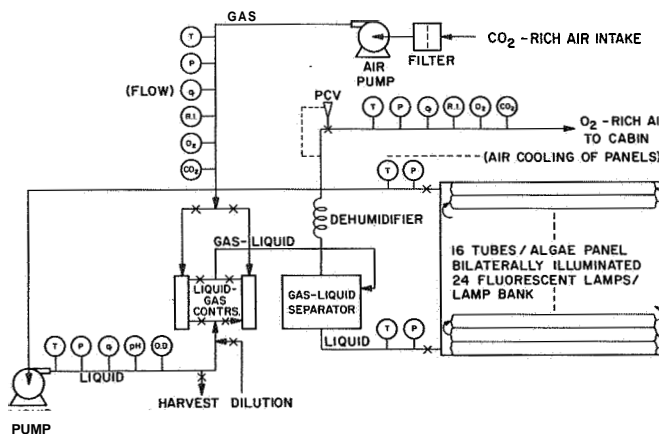 GAS
CO2 - RICH AIR INTAKE
AIR
PUMP
FILTER
T
P
(FLOW) q
R.I.
O2
CO2
PCV
T P q R.I. O2 CO2
O2 - RICH AI
TO CABIN
(AIR COOLING OF PANELS)
T P
DEHUMIDIFIER
GAS-LIQUID
16 TUBES/ALGAE PANEL
BILATERALLY ILLUMINATED
24 FLUORESCENT LAMPS/
LAMP BANK
LIQUID-
GAS
CONTRS.
GAS-LIQUID
SEPARATOR
T P
LIQUID
T P q pH O.D
LIQUID
HARVEST DILUTION
PUMP